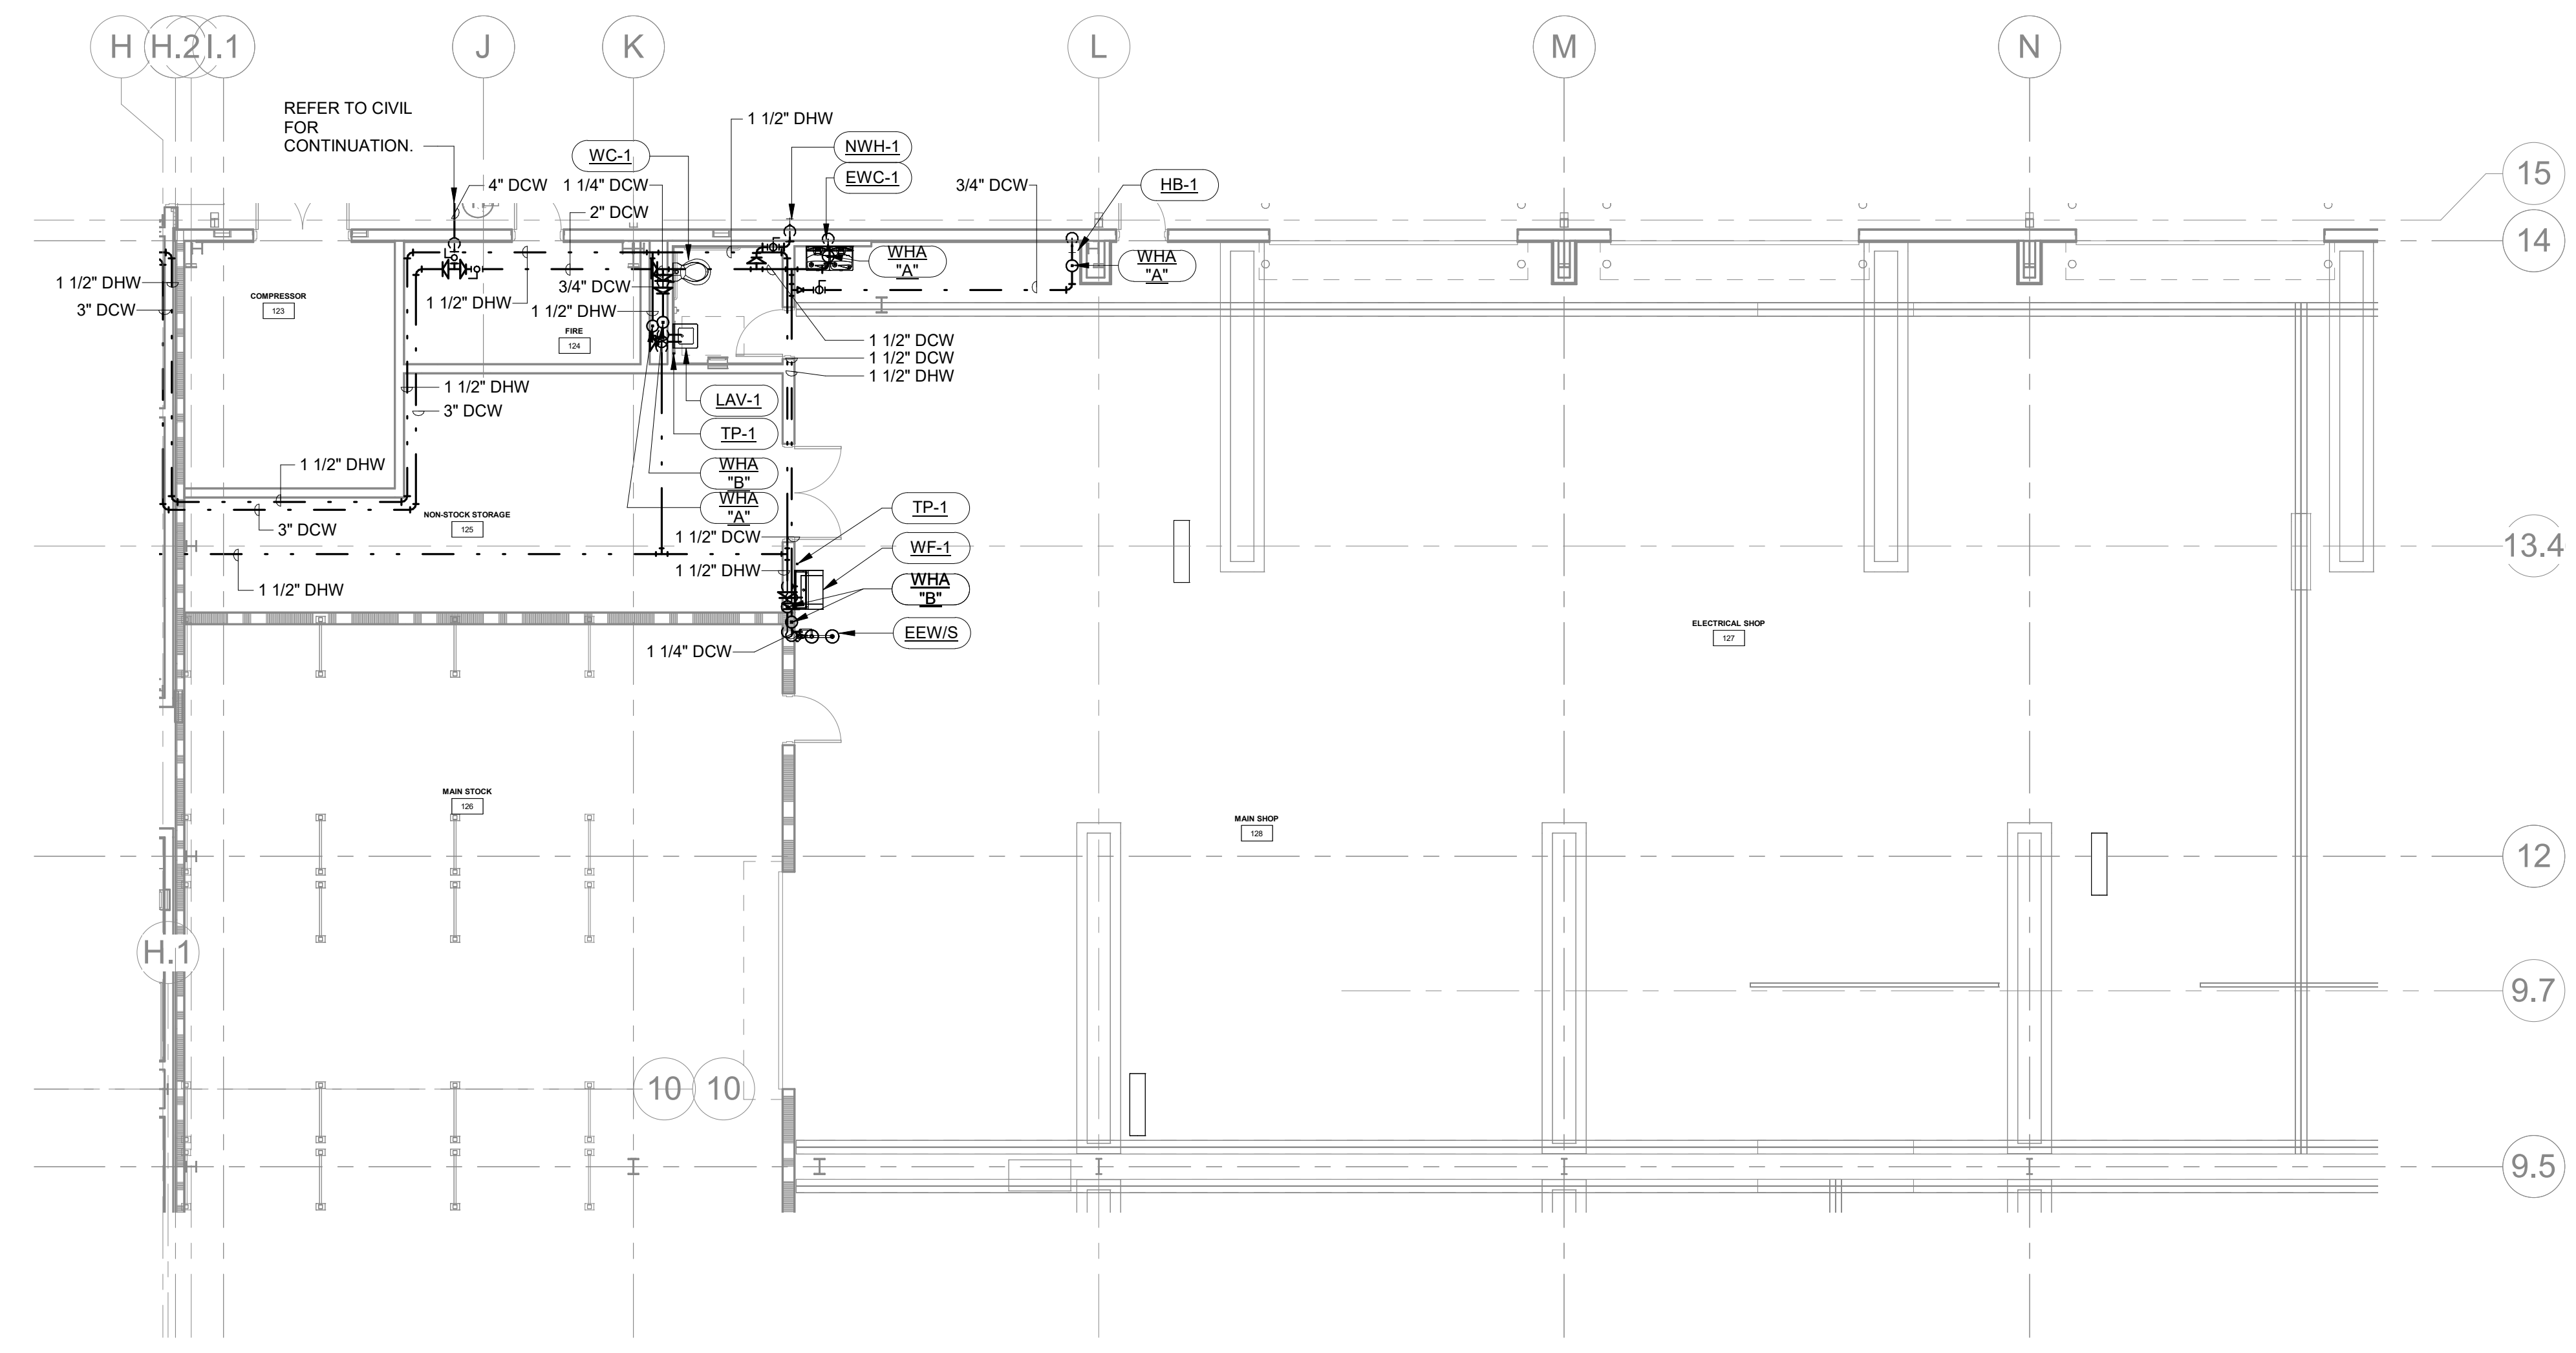 H
H.2
I.1
J
K
L
M
N
REFER TO CIVIL
FOR
CONTINUATION.
1 1/2" DHW
WC-1
NWH-1
EWC-1
4" DCW
1 1/4" DCW
2" DCW
3/4" DCW
HB-1
15
14
WHA
"A"
WHA
"A"
1 1/2" DHW
3" DCW
COMPRESSOR
123
1 1/2" DHW
3/4" DCW
1 1/2" DHW
FIRE
124
1 1/2" DCW
1 1/2" DCW
1 1/2" DHW
1 1/2" DHW
3" DCW
LAV-1
TP-1
1 1/2" DHW
WHA
"B"
WHA
"A"
NON-STOCK STORAGE
125
3" DCW
1 1/2" DCW
TP-1
WF-1
13.4
1 1/2" DHW
1 1/2" DHW
WHA
"B"
EEW/S
1 1/4" DCW
ELECTRICAL SHOP
127
MAIN STOCK
126
MAIN SHOP
128
12
H.1
9.7
10
10
9.5